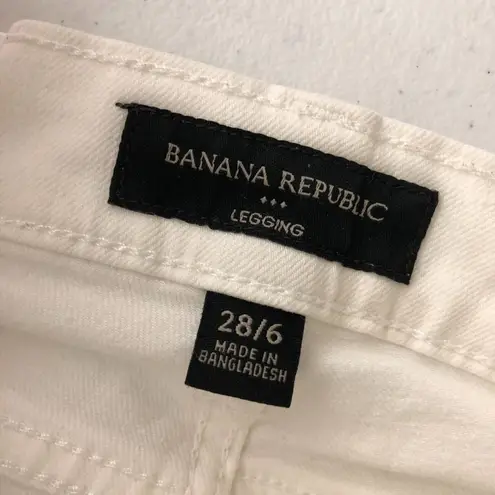 BANANA REPUBLIC
LEGGING
28/6
MADE IN
BANGLADESH